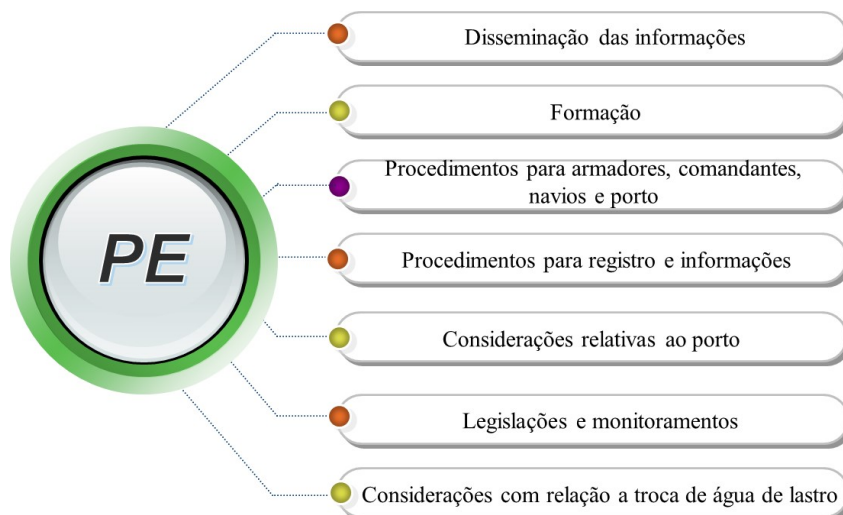 Disseminação das informações
Formação
Procedimentos para armadores, comandantes,
navios e porto
PE
Procedimentos para registro e informações
Considerações relativas ao porto
Legislações e monitoramentos
Considerações com relação a troca de água de lastro